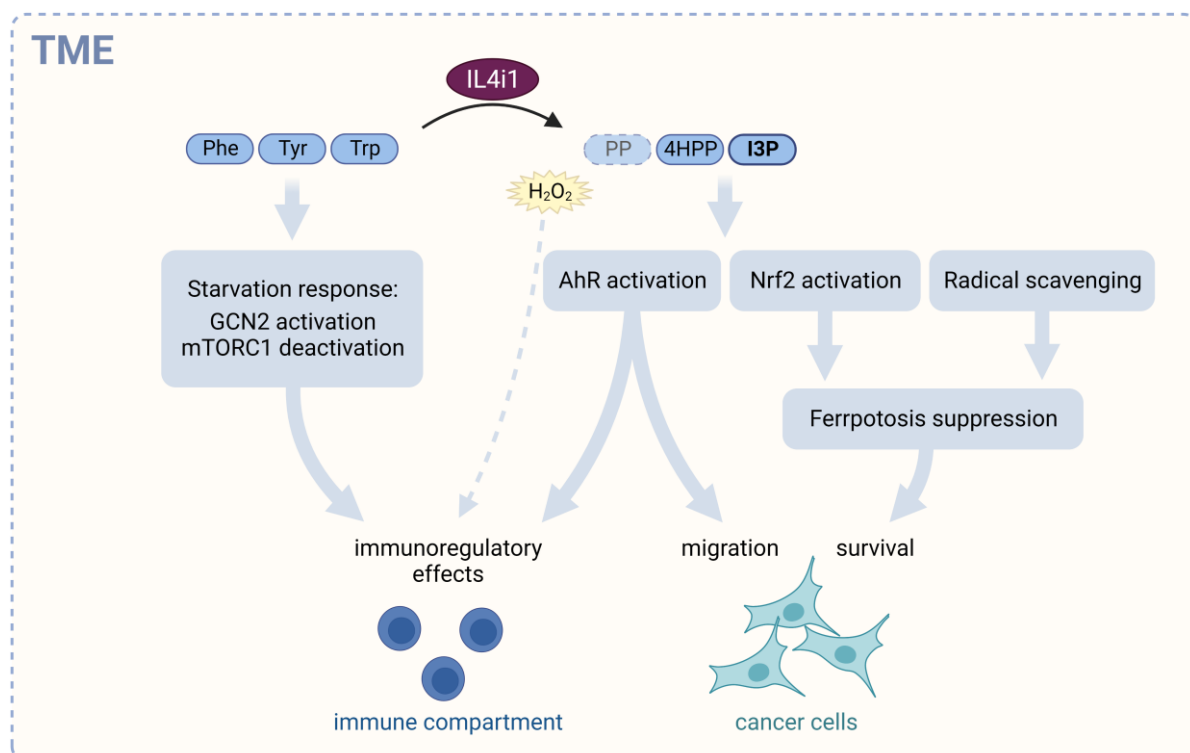 TME
IL4i1
Phe Tyr Trp
PP 4HPP I3P
H₂O₂
Starvation response:
GCN2 activation
mTORC1 deactivation
AhR activation
Nrf2 activation
Radical scavenging
Ferrpotosis suppression
immunoregulatory
effects
migration
survival
immune compartment
cancer cells